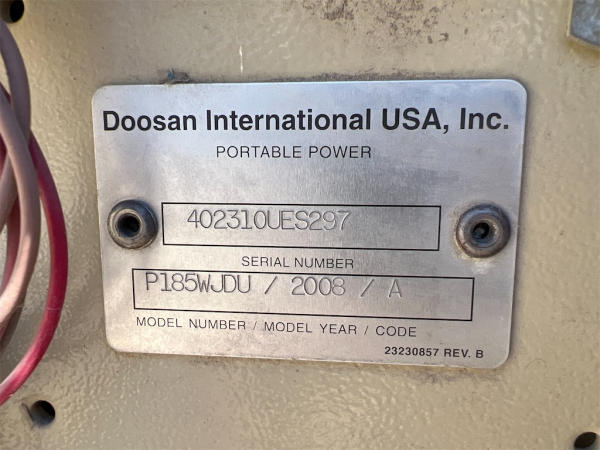 Doosan International USA, Inc.
PORTABLE POWER
402310UES297
SERIAL NUMBER
P185WJDU / 2008 / A
MODEL NUMBER / MODEL YEAR / CODE
23230857 REV. B